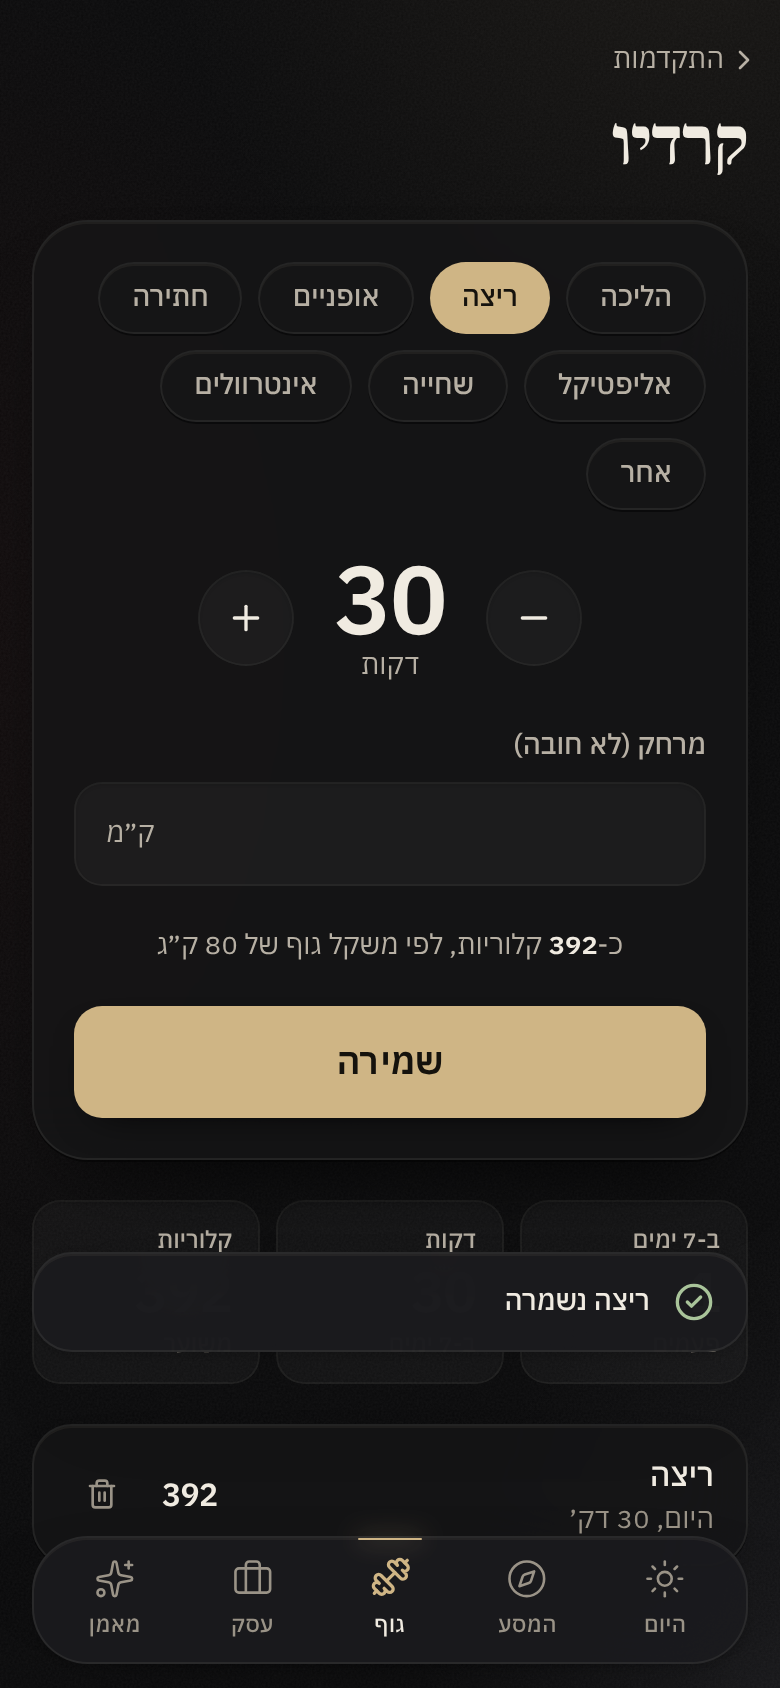 התקדמות
קרדיו
הליכה ריצה אופניים חתירה
אליפטיקל שחייה אינטרוולים
אחר
− 30 +
דקות
מרחק (לא חובה)
ק״מ
כ-392 קלוריות, לפי משקל גוף של 80 ק״ג
שמירה
ב-7 ימים דקות קלוריות
ריצה נשמרה
ריצה 392
היום, 30 דק׳
היום המסע גוף עסק מאמן